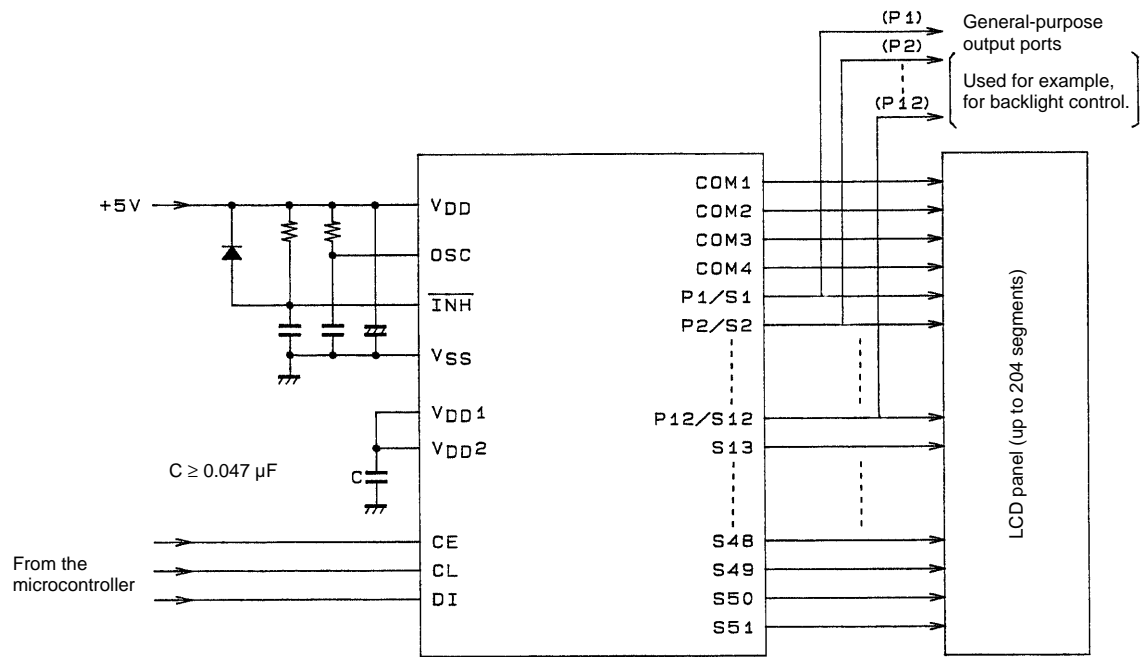 (P1)
General-purpose
output ports
(P2)
Used for example,
for backlight control.
(P12)
+5V
VDD
OSC
INH
VSS
VDD1
VDD2
C ≥ 0.047 µF
C
From the
microcontroller
CE
CL
DI
COM1
COM2
COM3
COM4
P1/S1
P2/S2
P12/S12
S13
S48
S49
S50
S51
LCD panel (up to 204 segments)